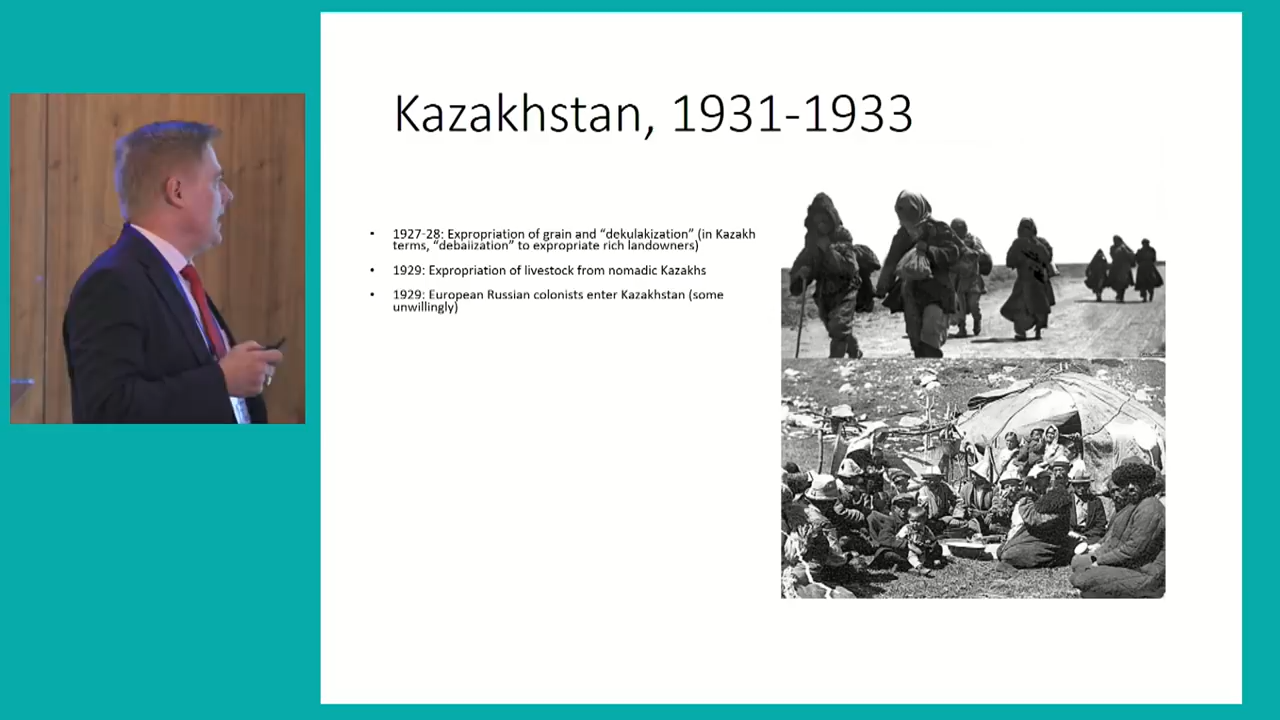 Kazakhstan, 1931-1933
• 1927-28: Expropriation of grain and “dekulakization” (in Kazakh
terms, “debaiization” to expropriate rich landowners)
• 1929: Expropriation of livestock from nomadic Kazakhs
• 1929: European Russian colonists enter Kazakhstan (some
unwillingly)